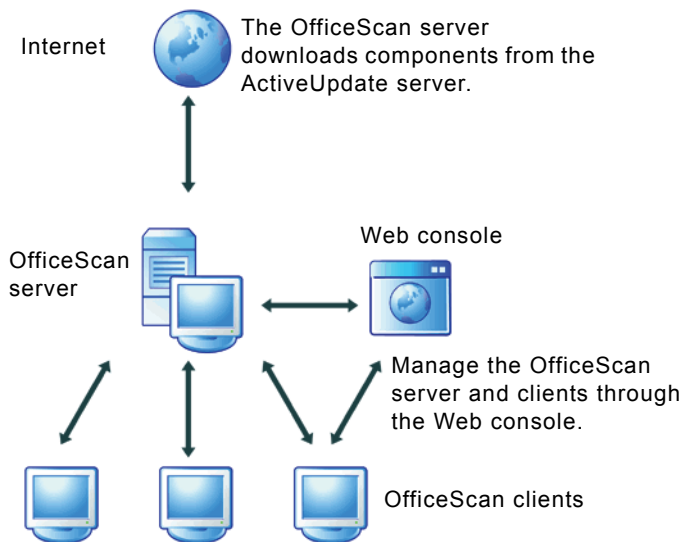 Internet
The OfficeScan server
downloads components from the
ActiveUpdate server.
OfficeScan
server
Web console
Manage the OfficeScan
server and clients through
the Web console.
OfficeScan clients